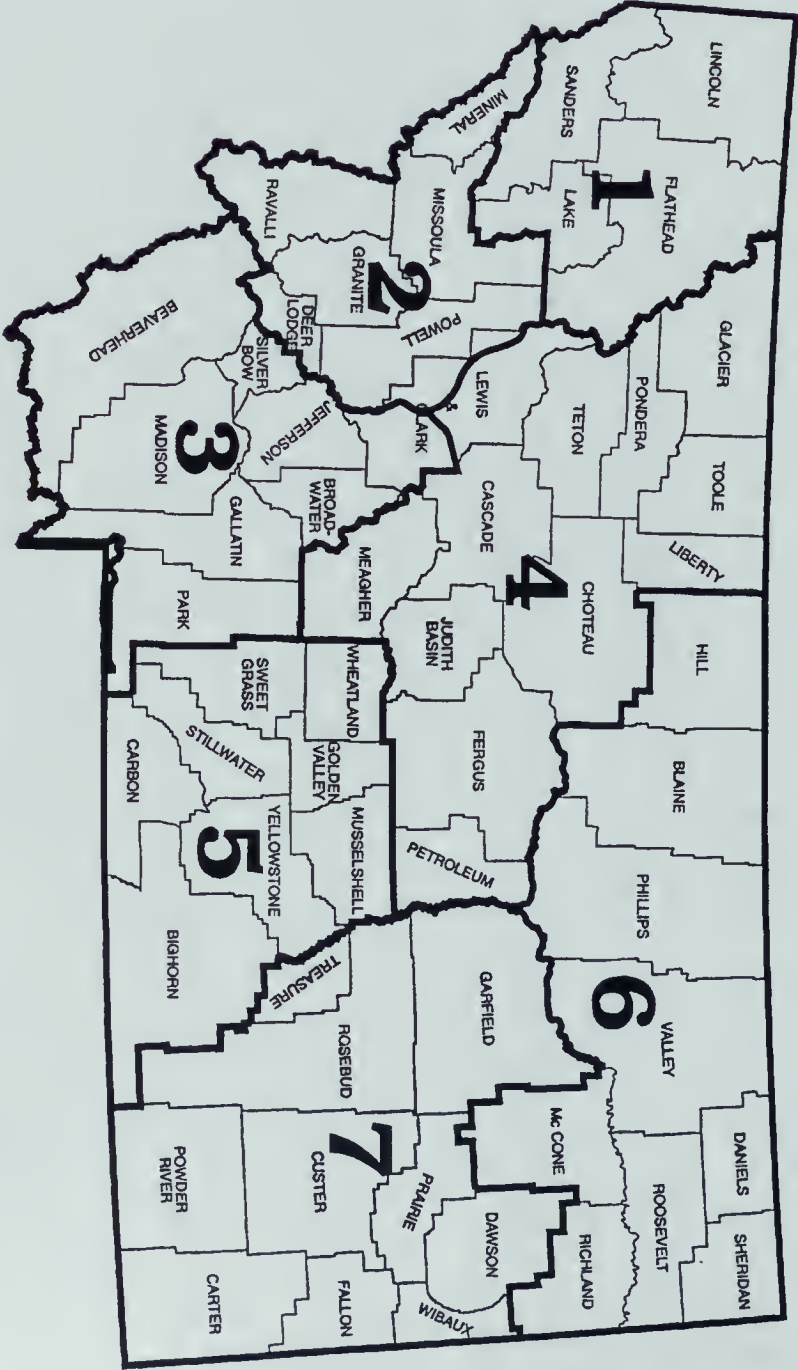 LINCOLN
FLATHEAD
SANDERS
LAKE
1
MINERAL
MISSOULA
RAVALLI
GRANITE
2
POWELL
DEER
LODGE
SILVER
BOW
BEAVERHEAD
MADISON
3
JEFFERSON
GALLATIN
BROAD-
WATER
PARK
GLACIER
TOOLE
LIBERTY
PONDERA
TETON
LEWIS
&
CLARK
CASCADE
CHOTEAU
4
MEAGHER
JUDITH
BASIN
FERGUS
PETROLEUM
WHEATLAND
GOLDEN
VALLEY
MUSSELSHELL
SWEET
GRASS
STILLWATER
YELLOWSTONE
5
CARBON
BIGHORN
HILL
BLAINE
PHILLIPS
VALLEY
6
DANIELS
SHERIDAN
ROOSEVELT
Mc CONE
RICHLAND
GARFIELD
TREASURE
ROSEBUD
7
CUSTER
PRAIRIE
DAWSON
WIBAUX
FALLON
POWDER
RIVER
CARTER